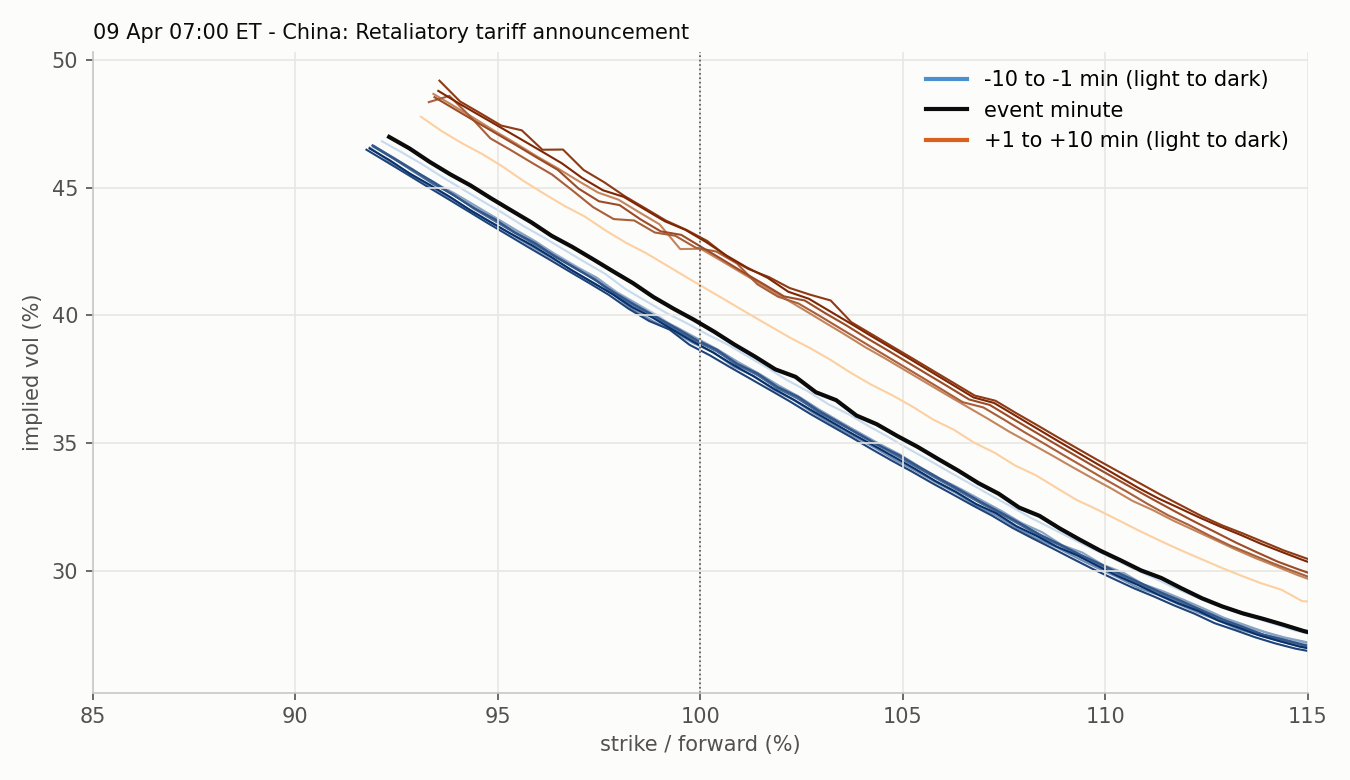 09 Apr 07:00 ET - China: Retaliatory tariff announcement
50
45
40
35
30
implied vol (%)
-10 to -1 min (light to dark)
event minute
+1 to +10 min (light to dark)
85 90 95 100 105 110 115
strike / forward (%)